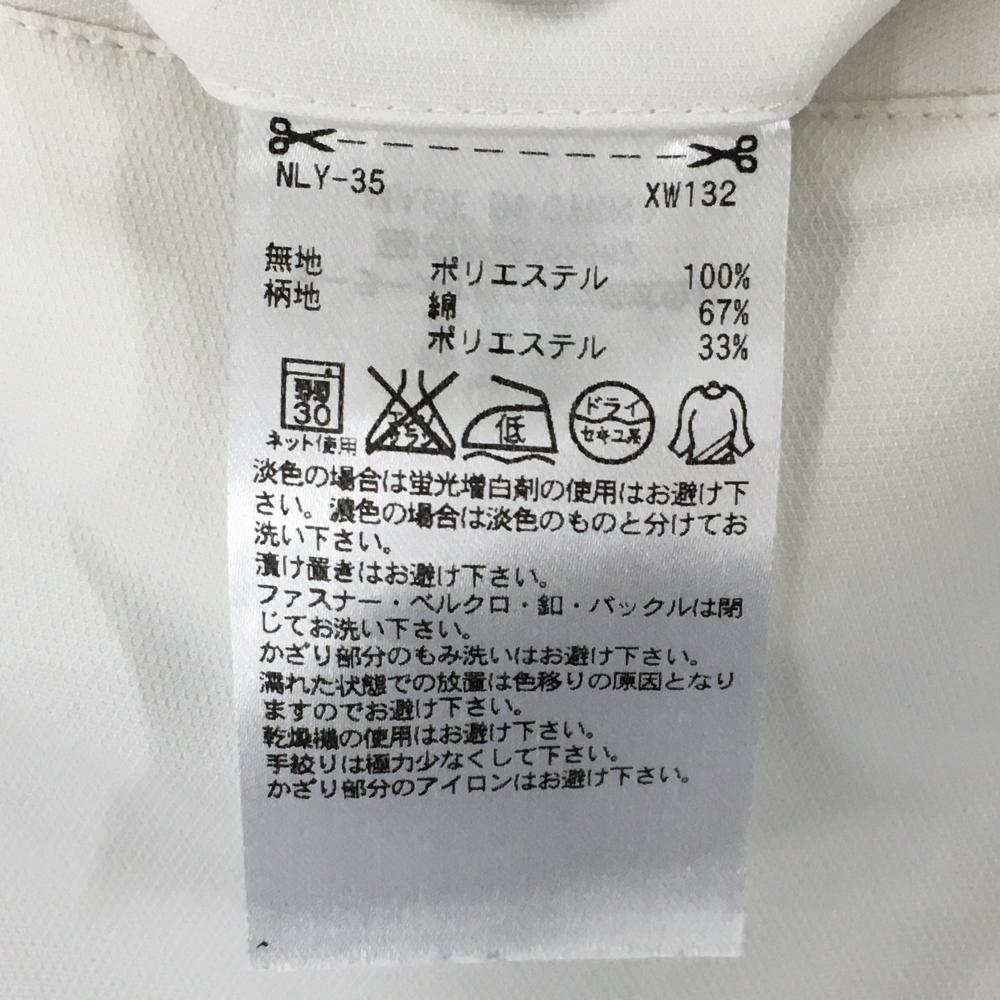 NLY-35 XW132
無地 ポリエステル 100%
柄地 綿 67%
ポリエステル 33%
弱
30
ネット使用
エンソ
サラシ
低
ドライ
セキユ系
淡色の場合は蛍光増白剤の使用はお避け下
さい。濃色の場合は淡色のものと分けてお
洗い下さい。
漬け置きはお避け下さい。
ファスナー・ベルクロ・釦・バックルは閉
じてお洗い下さい。
かざり部分のもみ洗いはお避け下さい。
濡れた状態での放置は色移りの原因となり
ますのでお避け下さい。
乾燥機の使用はお避け下さい。
手絞りは極力少なくして下さい。
かざり部分のアイロンはお避け下さい。